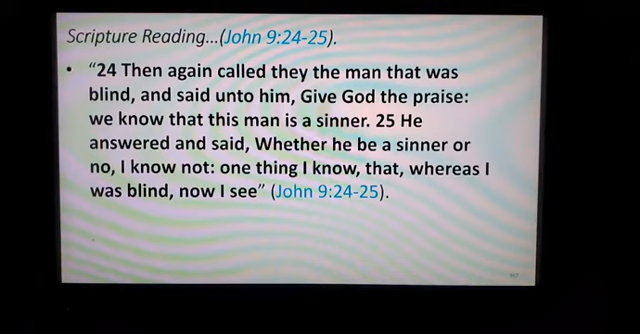 Scripture Reading...(John 9:24-25).
• “24 Then again called they the man that was
blind, and said unto him, Give God the praise:
we know that this man is a sinner. 25 He
answered and said, Whether he be a sinner or
no, I know not: one thing I know, that, whereas I
was blind, now I see” (John 9:24-25).